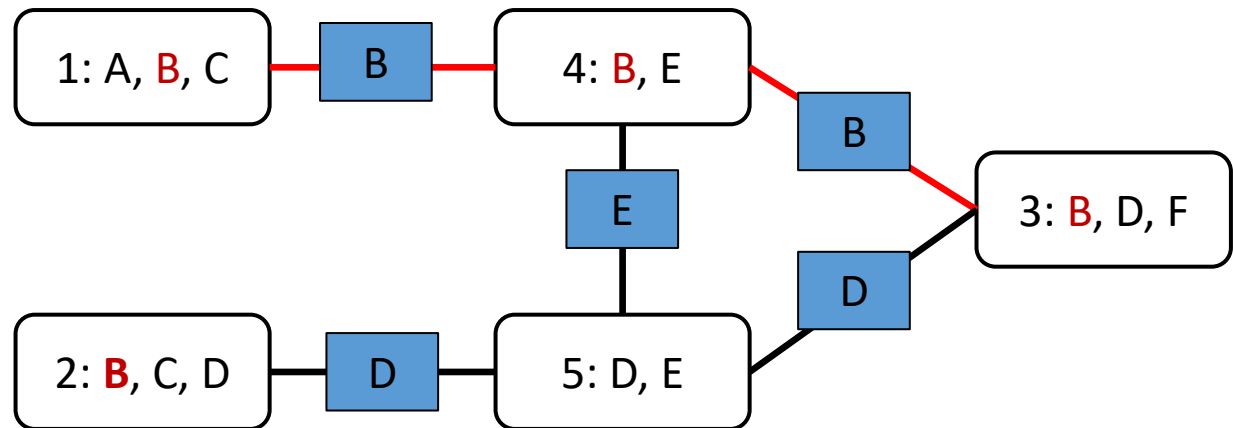 1: A, B, C
B
4: B, E
B
E
3: B, D, F
D
2: B, C, D
D
5: D, E